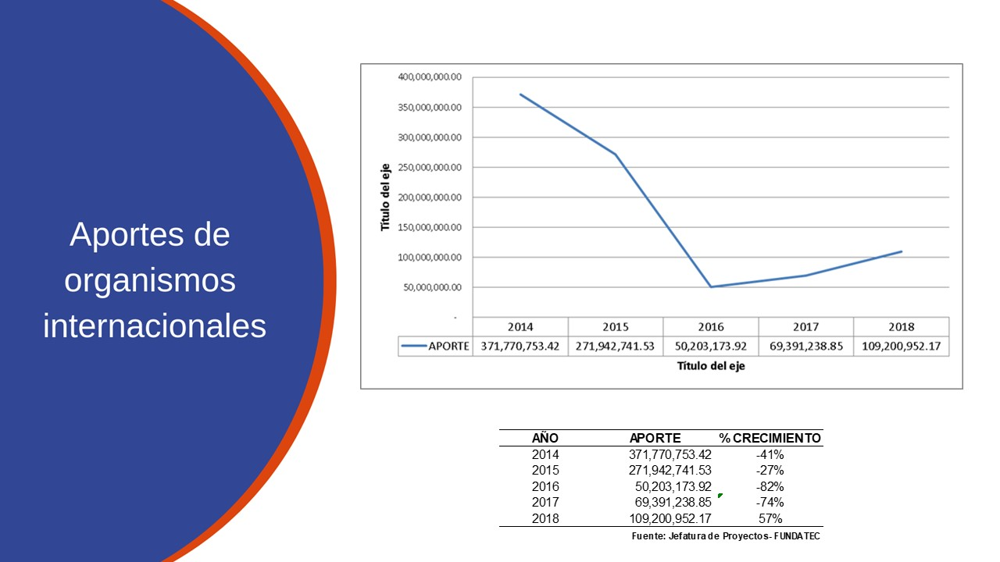 Aportes de
organismos
internacionales
400,000,000.00
350,000,000.00
300,000,000.00
250,000,000.00
200,000,000.00
150,000,000.00
100,000,000.00
50,000,000.00
-
Título del eje
2014 2015 2016 2017 2018
APORTE 371,770,753.42 271,942,741.53 50,203,173.92 69,391,238.85 109,200,952.17
Título del eje
AÑO APORTE % CRECIMIENTO
2014 371,770,753.42 -41%
2015 271,942,741.53 -27%
2016 50,203,173.92 -82%
2017 69,391,238.85 -74%
2018 109,200,952.17 57%
Fuente: Jefatura de Proyectos- FUNDATEC